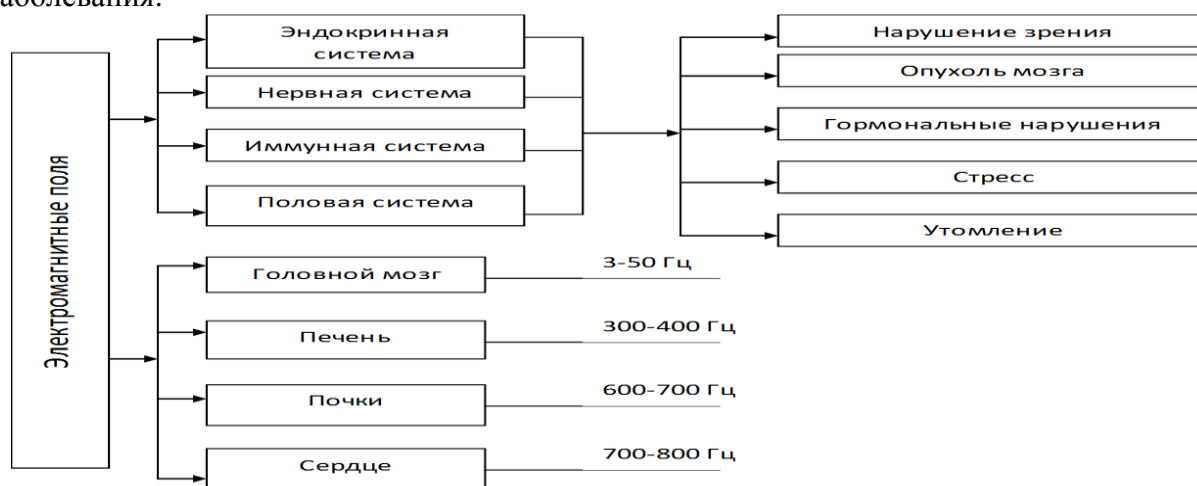 аболевания.
Электромагнитные поля
Эндокринная
система
Нервная система
Иммунная система
Половая система
Нарушение зрения
Опухоль мозга
Гормональные нарушения
Стресс
Утомление
Головной мозг
3-50 Гц
Печень
300-400 Гц
Почки
600-700 Гц
Сердце
700-800 Гц